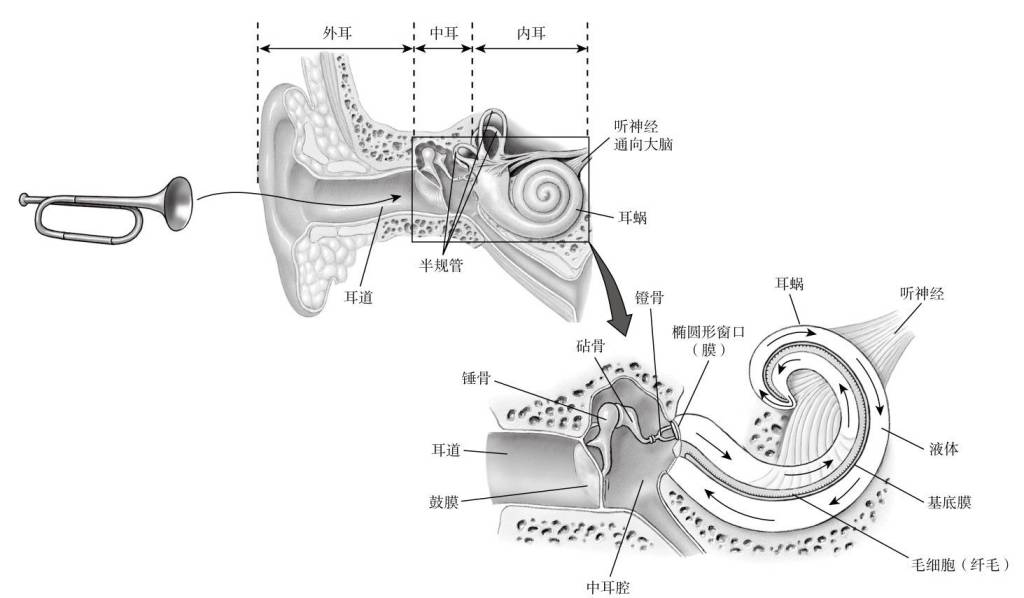 外耳
中耳
内耳
听神经
通向大脑
耳蜗
半规管
耳道
镫骨
耳蜗
听神经
椭圆形窗口
（膜）
砧骨
锤骨
耳道
液体
鼓膜
基底膜
毛细胞（纤毛）
中耳腔